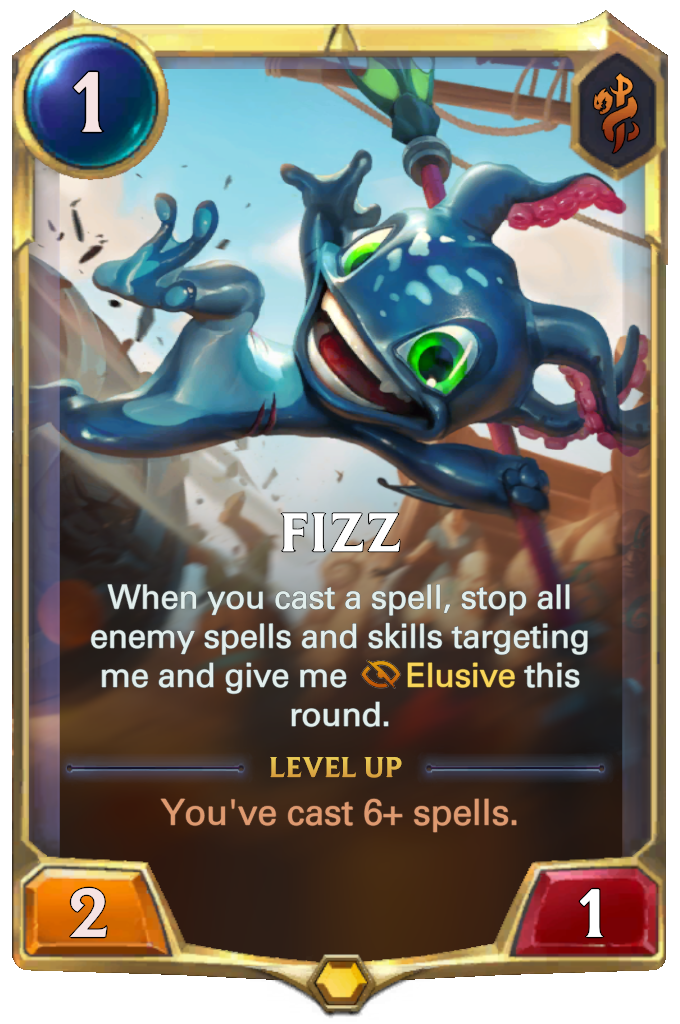 1
FIZZ
When you cast a spell, stop all
enemy spells and skills targeting
me and give me Elusive this
round.
LEVEL UP
You've cast 6+ spells.
2
1